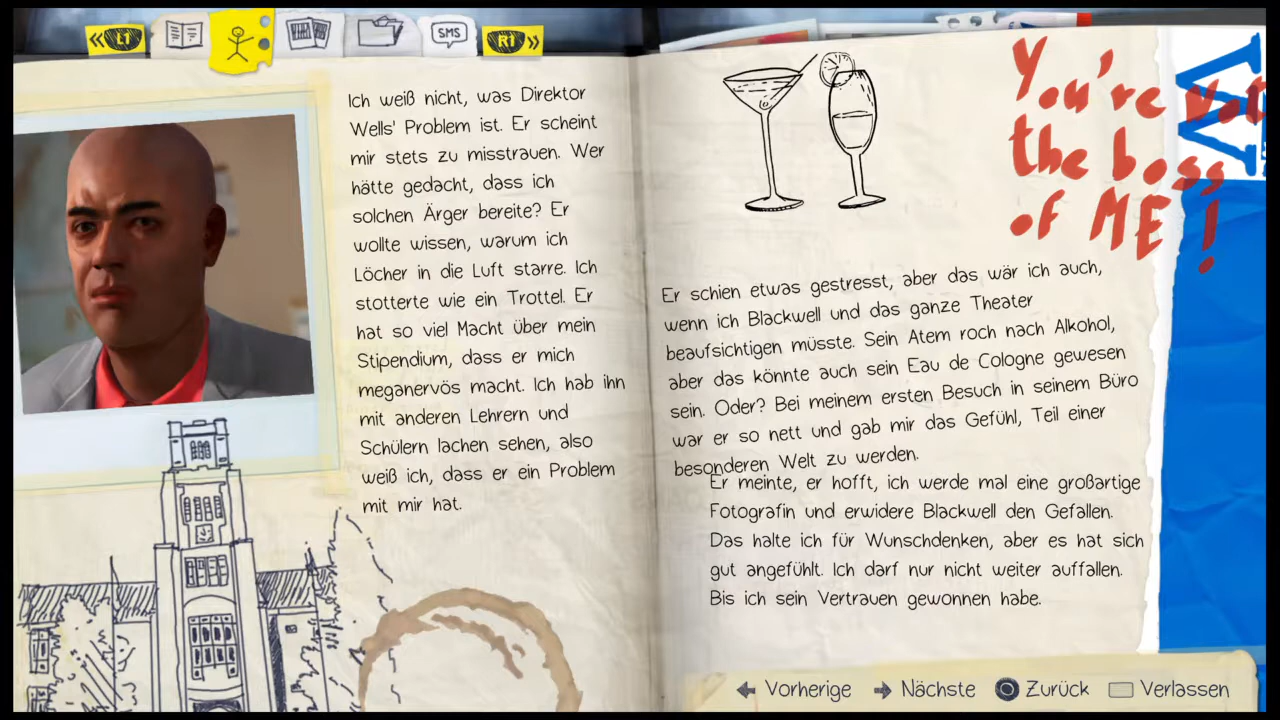 L1
SMS
R1
Ich weiß nicht, was Direktor
Wells' Problem ist. Er scheint
mir stets zu misstrauen. Wer
hätte gedacht, dass ich
solchen Ärger bereite? Er
wollte wissen, warum ich
Löcher in die Luft starre. Ich
stotterte wie ein Trottel. Er
hat so viel Macht über mein
Stipendium, dass er mich
meganervös macht. Ich hab ihn
mit anderen Lehrern und
Schülern lachen sehen, also
weiß ich, dass er ein Problem
mit mir hat.
You're not
the boss
of ME!
W
Er schien etwas gestresst, aber das wär ich auch,
wenn ich Blackwell und das ganze Theater
beaufsichtigen müsste. Sein Atem roch nach Alkohol,
aber das könnte auch sein Eau de Cologne gewesen
sein. Oder? Bei meinem ersten Besuch in seinem Büro
war er so nett und gab mir das Gefühl, Teil einer
besonderen Welt zu werden.
Er meinte, er hofft, ich werde mal eine großartige
Fotografin und erwidere Blackwell den Gefallen.
Das halte ich für Wunschdenken, aber es hat sich
gut angefühlt. Ich darf nur nicht weiter auffallen.
Bis ich sein Vertrauen gewonnen habe.
Vorherige Nächste Zurück Verlassen